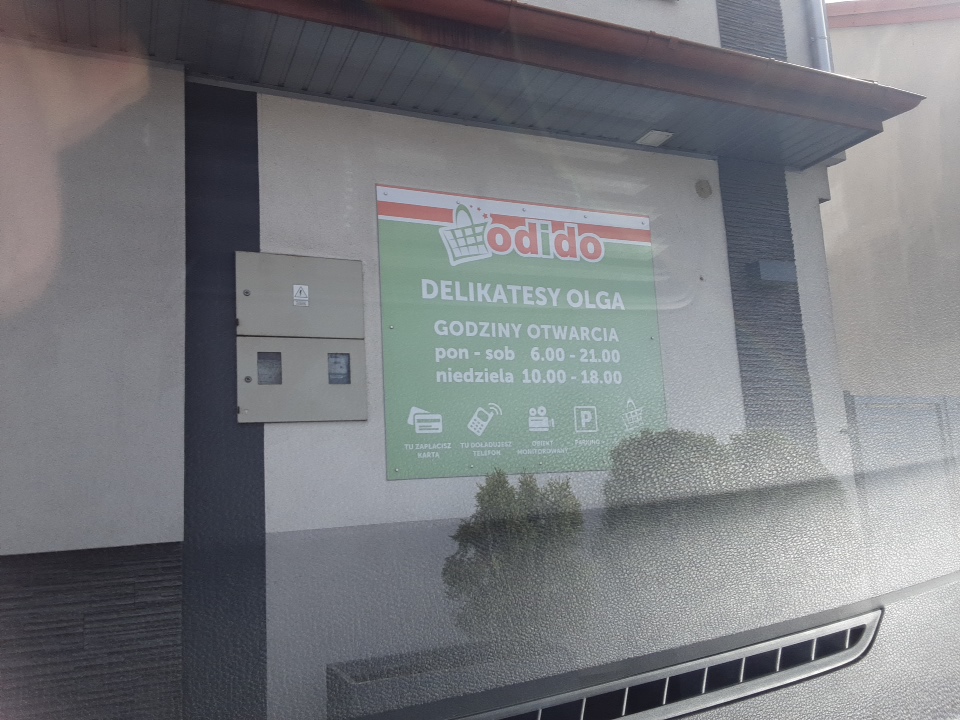 odido
DELIKATESY OLGA
GODZINY OTWARCIA
pon - sob 6.00 - 21.00
niedziela 10.00 - 18.00
TU ZAPŁACISZ
KARTĄ
TU DOŁADUJESZ
TELEFON
OBIEKT
MONITOROWANY
P
PARKING